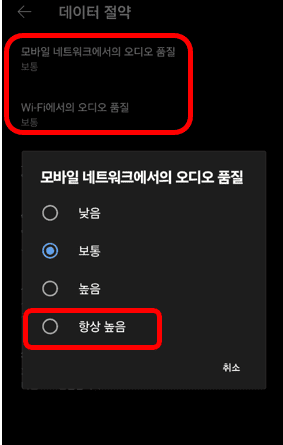 데이터 절약
모바일 네트워크에서의 오디오 품질
보통
Wi-Fi에서의 오디오 품질
보통
모바일 네트워크에서의 오디오 품질
낮음
보통
높음
항상 높음
취소